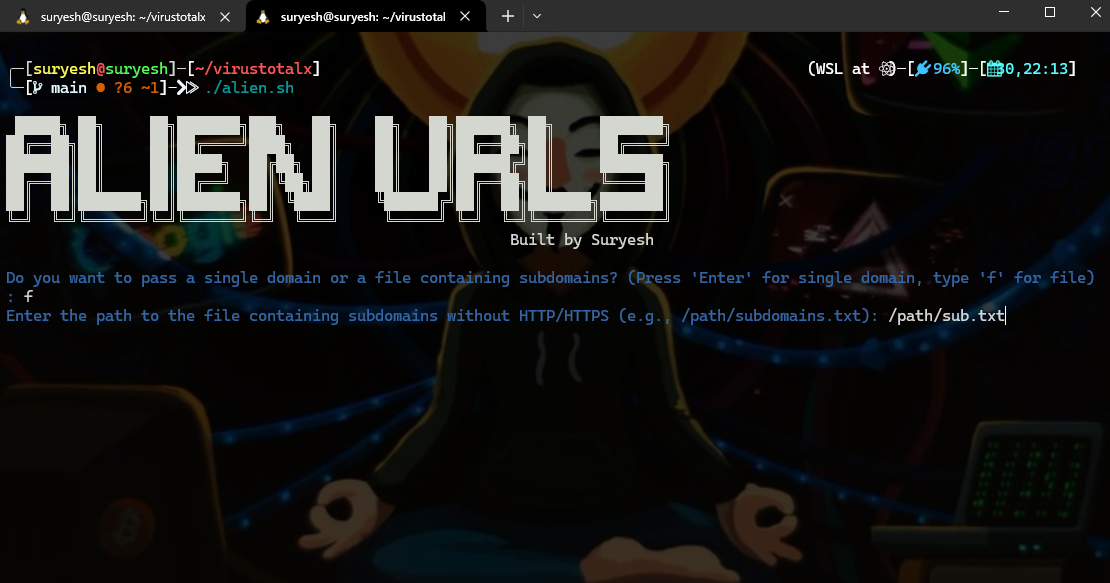 suryesh@suryesh: ~/virustotalx
suryesh@suryesh: ~/virustotal
[suryesh@suryesh]-[~/virustotalx]
(WSL at [96%]-[30,22:13]
[main ● ?6 ~1] ./alien.sh
ALIEN URLS
Built by Suryesh
Do you want to pass a single domain or a file containing subdomains? (Press 'Enter' for single domain, type 'f' for file)
: f
Enter the path to the file containing subdomains without HTTP/HTTPS (e.g., /path/subdomains.txt): /path/sub.txt